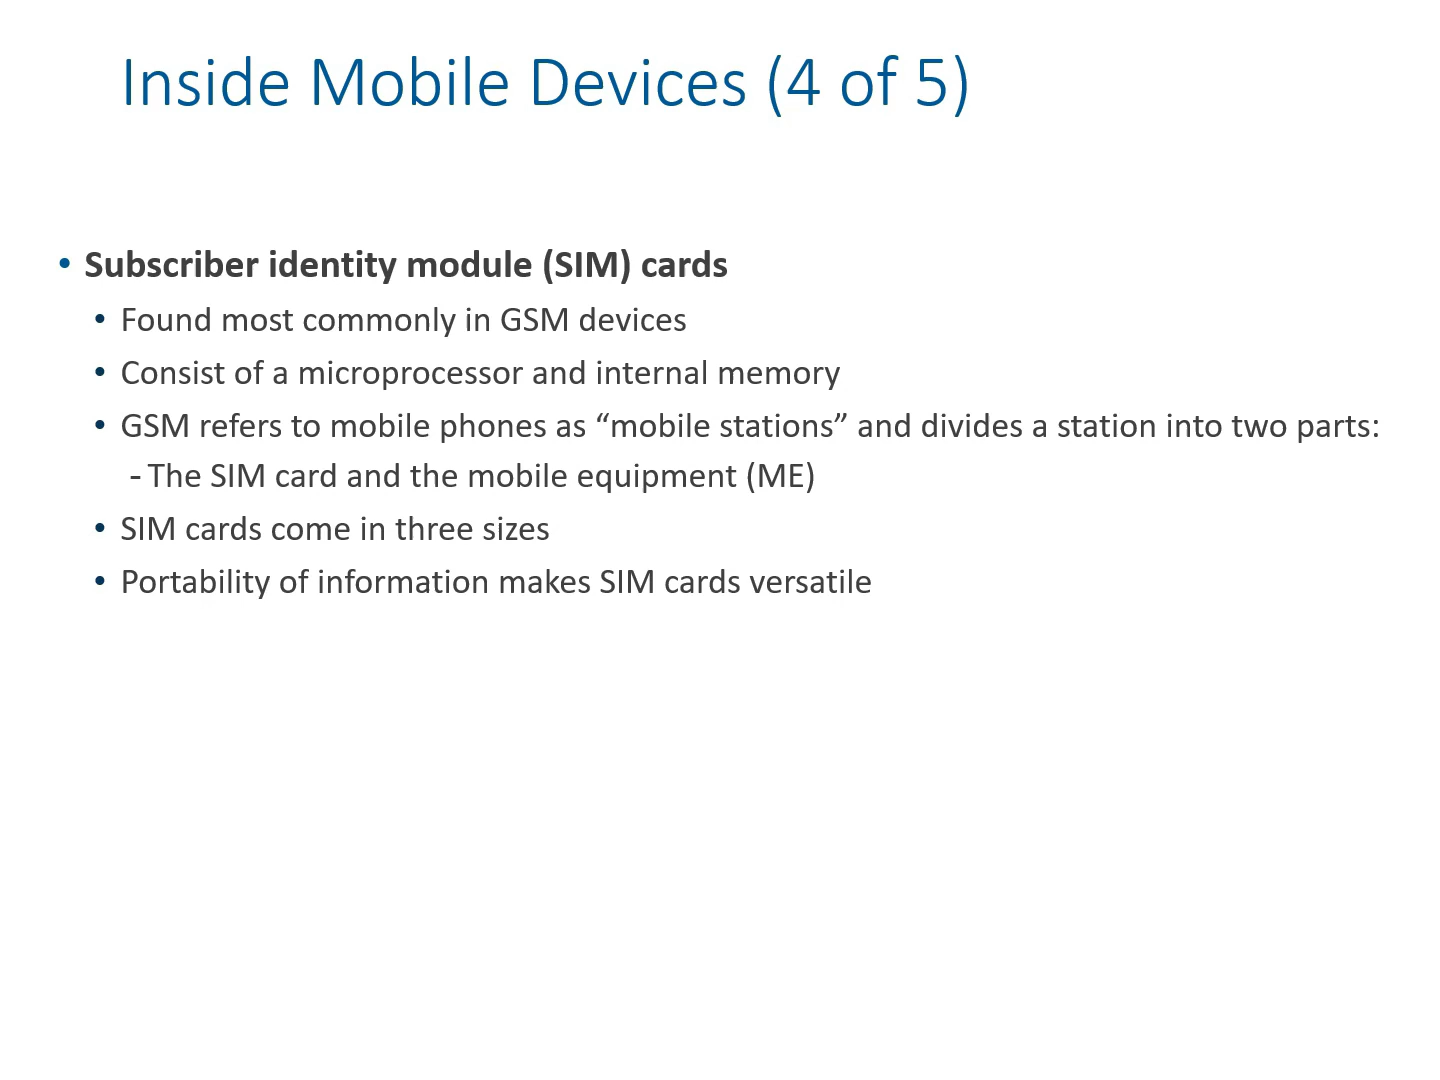 Inside Mobile Devices (4 of 5)
• Subscriber identity module (SIM) cards
• Found most commonly in GSM devices
• Consist of a microprocessor and internal memory
• GSM refers to mobile phones as “mobile stations” and divides a station into two parts:
- The SIM card and the mobile equipment (ME)
• SIM cards come in three sizes
• Portability of information makes SIM cards versatile